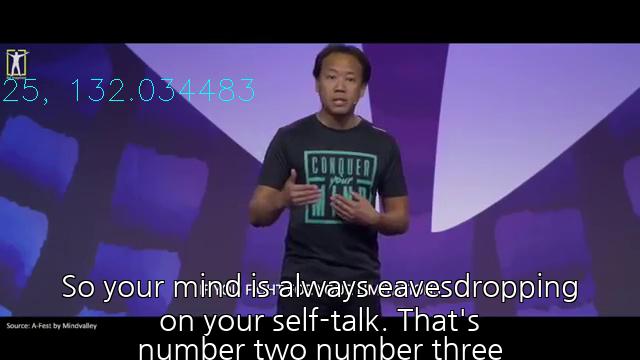 25, 132.034483
CONQUER
your
MIND
So your mind is always eavesdropping
on your self-talk. That's
number two number three
Source: A-Fest by Mindvalley